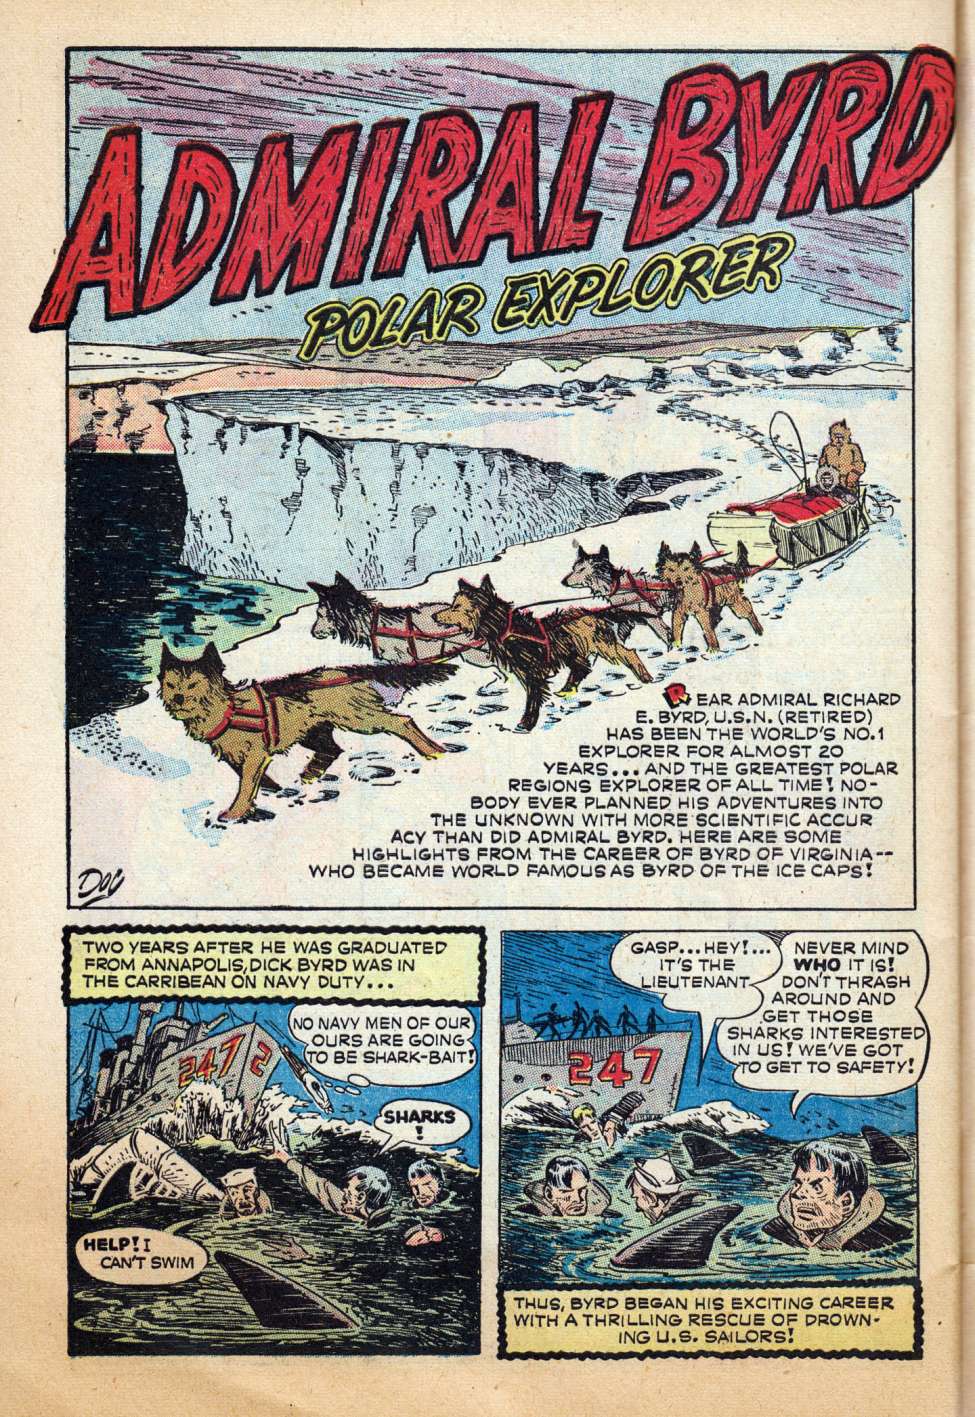 ADMIRAL BYRD
POLAR EXPLORER
REAR ADMIRAL RICHARD
E. BYRD, U.S.N. (RETIRED)
HAS BEEN THE WORLD'S NO.1
EXPLORER FOR ALMOST 20
YEARS... AND THE GREATEST POLAR
REGIONS EXPLORER OF ALL TIME! NO-
BODY EVER PLANNED HIS ADVENTURES INTO
THE UNKNOWN WITH MORE SCIENTIFIC ACCUR
ACY THAN DID ADMIRAL BYRD. HERE ARE SOME
HIGHLIGHTS FROM THE CAREER OF BYRD OF VIRGINIA--
WHO BECAME WORLD FAMOUS AS BYRD OF THE ICE CAPS!
DOC
TWO YEARS AFTER HE WAS GRADUATED
FROM ANNAPOLIS, DICK BYRD WAS IN
THE CARRIBEAN ON NAVY DUTY...
NO NAVY MEN OF OUR
OURS ARE GOING
TO BE SHARK-BAIT!
247 2
SHARKS
!
HELP! I
CAN'T SWIM
GASP...HEY!...
IT'S THE
LIEUTENANT
NEVER MIND
WHO IT IS!
DON'T THRASH
AROUND AND
GET THOSE
SHARKS INTERESTED
IN US! WE'VE GOT
TO GET TO SAFETY!
247
THUS, BYRD BEGAN HIS EXCITING CAREER
WITH A THRILLING RESCUE OF DROWN-
ING U.S. SAILORS!